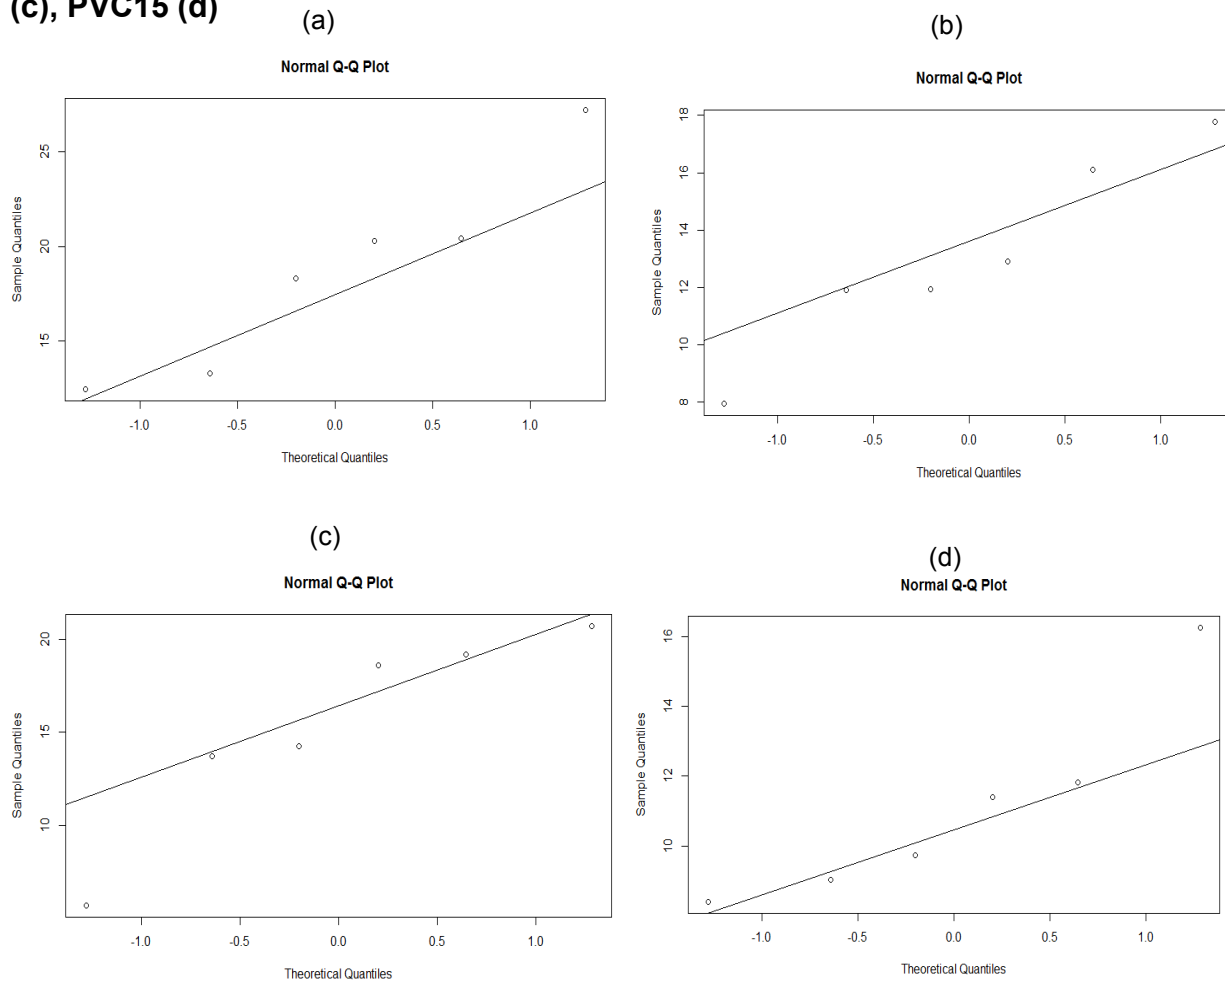 (c), PVC15 (d)
(a)
Normal Q-Q Plot
25
20
15
Sample Quantiles
-1.0 -0.5 0.0 0.5 1.0
Theoretical Quantiles
(b)
Normal Q-Q Plot
18
16
14
12
10
8
Sample Quantiles
-1.0 -0.5 0.0 0.5 1.0
Theoretical Quantiles
(c)
Normal Q-Q Plot
20
15
10
Sample Quantiles
-1.0 -0.5 0.0 0.5 1.0
Theoretical Quantiles
(d)
Normal Q-Q Plot
16
14
12
10
Sample Quantiles
-1.0 -0.5 0.0 0.5 1.0
Theoretical Quantiles